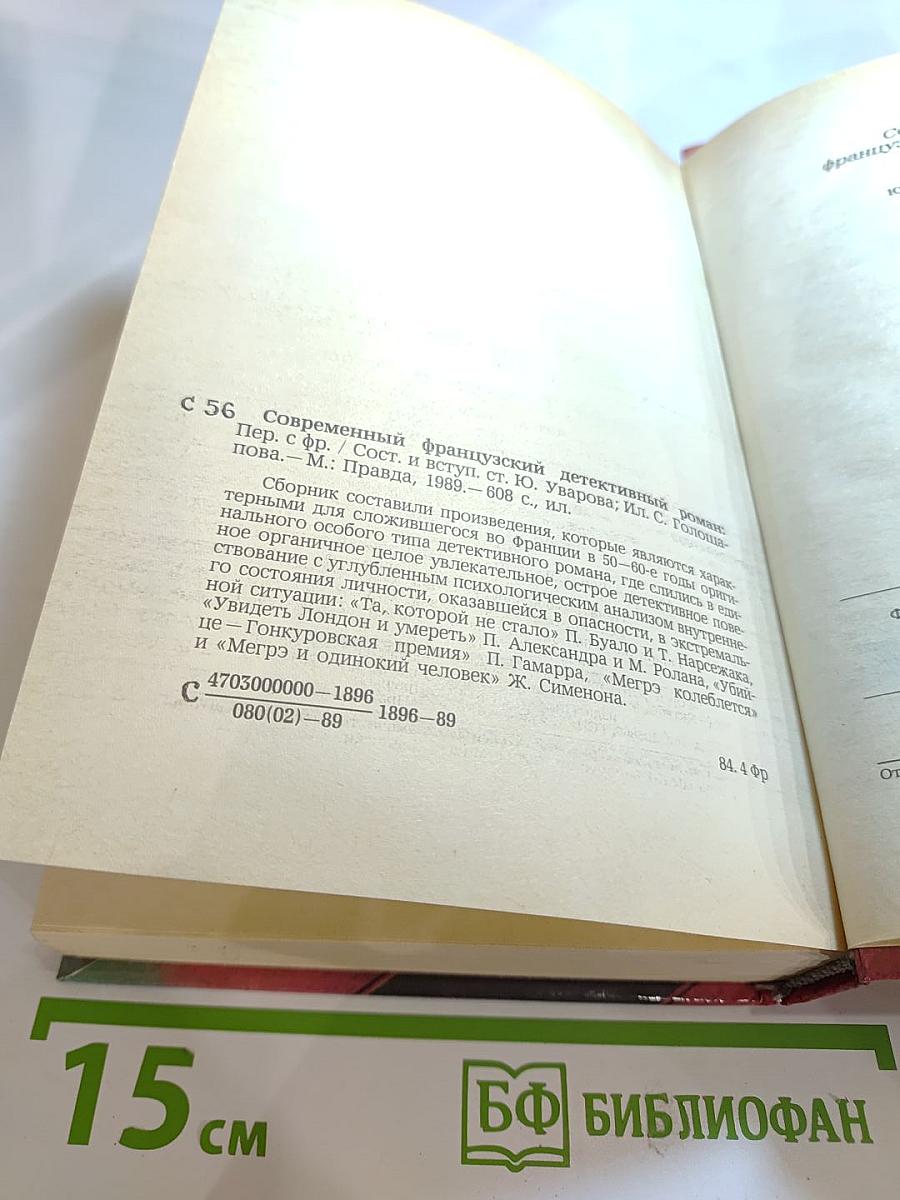 С 56 Современный французский детективный роман:
Пер. с фр. / Сост. и вступ. ст. Ю. Уварова; Ил. С. Голоша-
пова.— М.: Правда, 1989.— 608 с., ил.
Сборник составили произведения, которые являются харак-
терными для сложившегося во Франции в 50—60-е годы ориги-
нального особого типа детективного романа, где слились в еди-
ное органичное целое увлекательное, острое детективное пове-
ствование с углубленным психологическим анализом внутренне-
го состояния личности, оказавшейся в опасности, в экстремаль-
ной ситуации: «Та, которой не стало» П. Буало и Т. Нарсежака,
«Увидеть Лондон и умереть» П. Александра и М. Ролана, «Убий-
це — Гонкуровская премия» П. Гамарра, «Мегрэ колеблется»
и «Мегрэ и одинокий человек» Ж. Сименона.
С 4703000000—1896
080(02)—89 1896—89
84. 4 Фр
француз
15 см
БФ БИБЛИОФАН